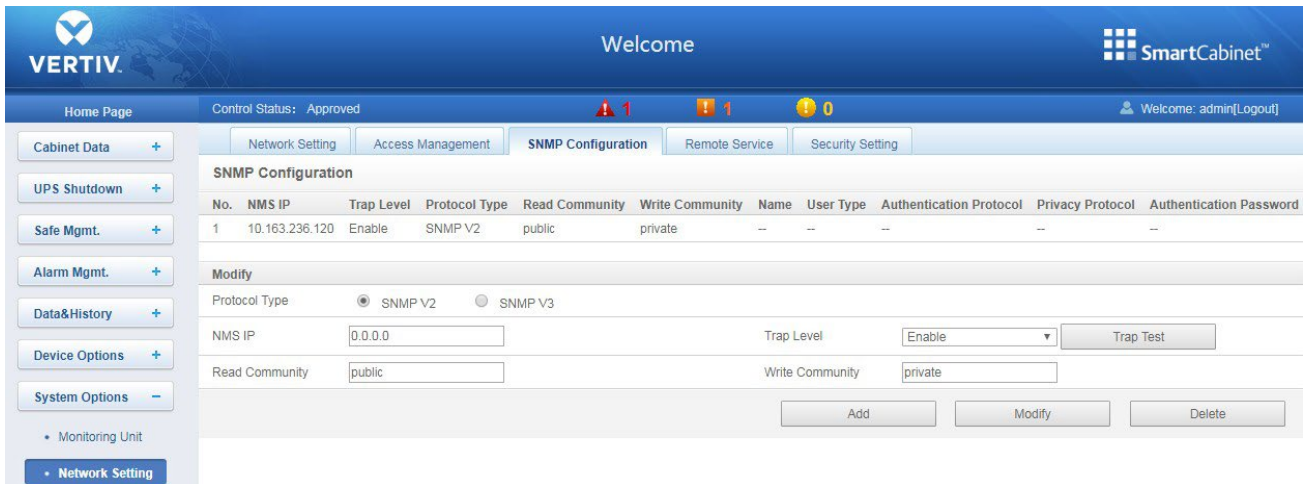 VERTIV.
Welcome
SmartCabinet™
Home Page
Control Status: Approved
1
1
0
Welcome: admin[Logout]
Cabinet Data +
UPS Shutdown +
Safe Mgmt. +
Alarm Mgmt. +
Data&History +
Device Options +
System Options −
• Monitoring Unit
• Network Setting
Network Setting Access Management SNMP Configuration Remote Service Security Setting
SNMP Configuration
No. NMS IP Trap Level Protocol Type Read Community Write Community Name User Type Authentication Protocol Privacy Protocol Authentication Password
1 10.163.236.120 Enable SNMP V2 public private -- -- -- -- --
Modify
Protocol Type SNMP V2 SNMP V3
NMS IP 0.0.0.0 Trap Level Enable Trap Test
Read Community public Write Community private
Add Modify Delete